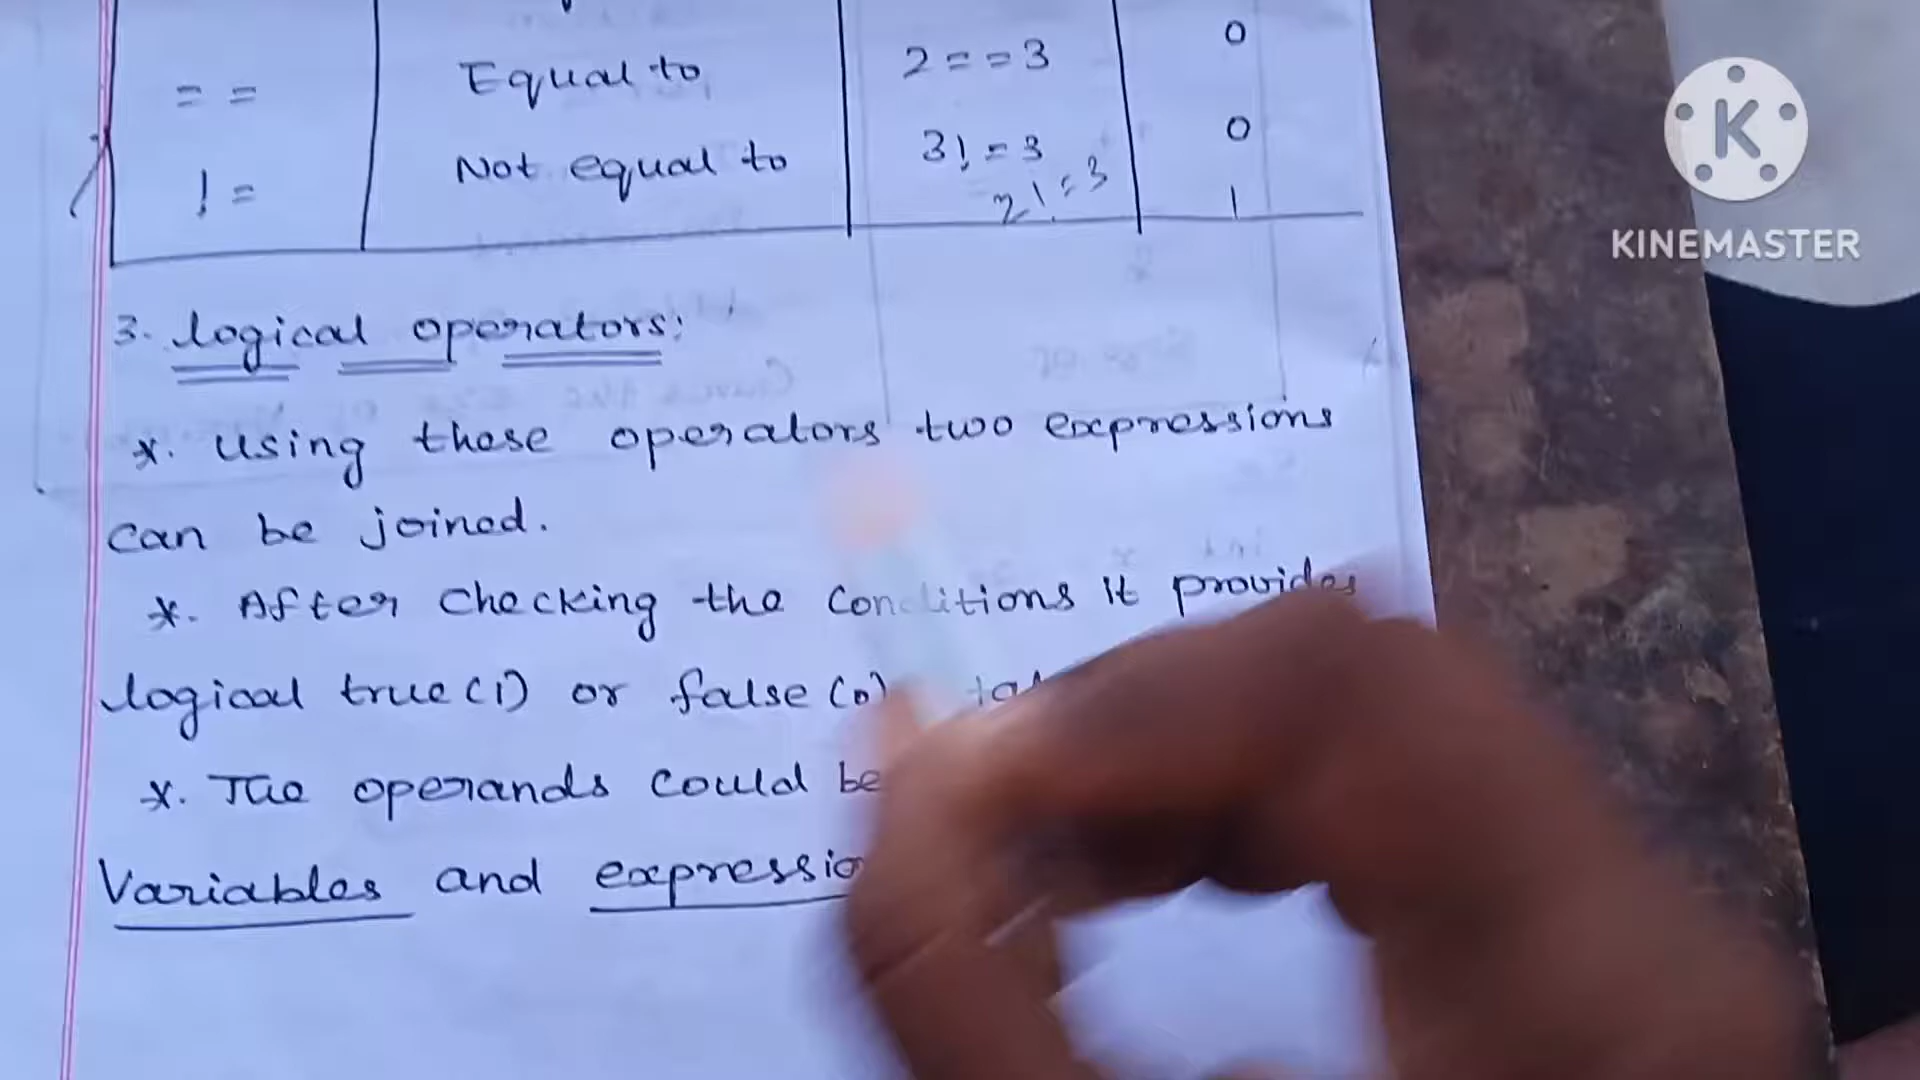 = = Equal to 2 = = 3 0
! = Not equal to 3! = 3 0
2! = 3 1
K
KINEMASTER
3. Logical operators:
*. Using these operators two expressions
can be joined.
*. After checking the conditions it provides
logical true (1) or false (0)
*. The operands could be
Variables and